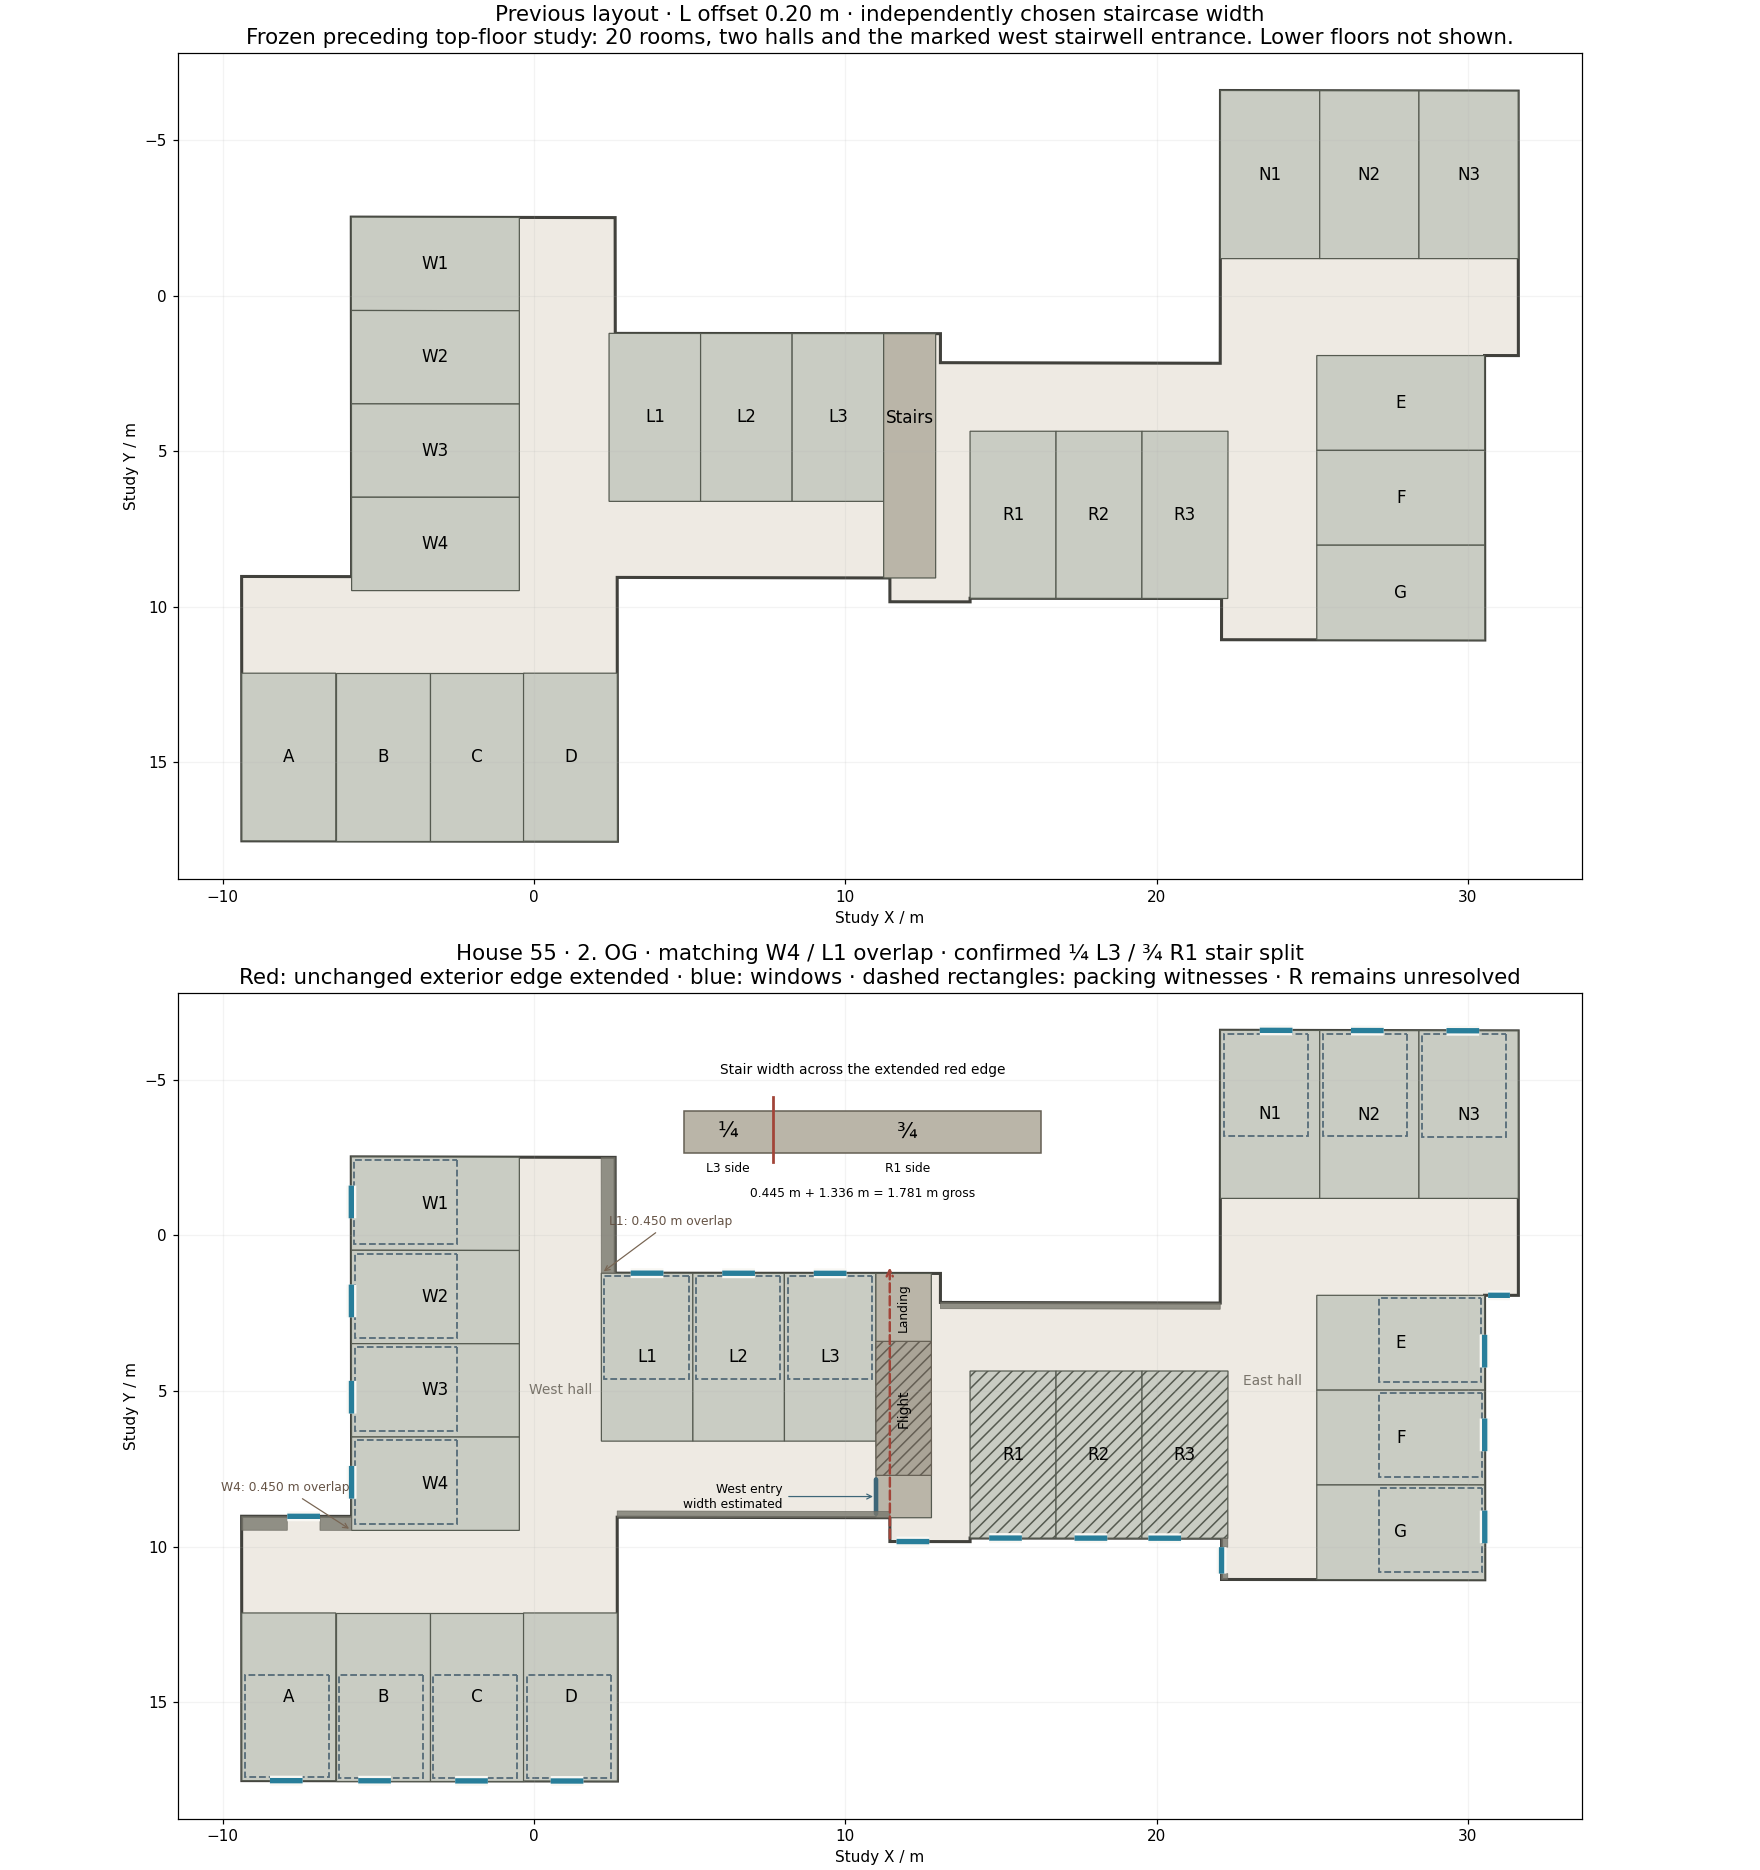 Previous layout · L offset 0.20 m · independently chosen staircase width
Frozen preceding top-floor study: 20 rooms, two halls and the marked west stairwell entrance. Lower floors not shown.
N1 N2 N3
W1
W2
W3
W4
L1 L2 L3 Stairs
R1 R2 R3
E
F
G
A B C D
−5
0
5
10
15
Study Y / m
−10 0 10 20 30
Study X / m
House 55 · 2. OG · matching W4 / L1 overlap · confirmed ¼ L3 / ¾ R1 stair split
Red: unchanged exterior edge extended · blue: windows · dashed rectangles: packing witnesses · R remains unresolved
Stair width across the extended red edge
¼ ¾
L3 side R1 side
0.445 m + 1.336 m = 1.781 m gross
L1: 0.450 m overlap
N1 N2 N3
W1
W2
W3
W4
L1 L2 L3
Landing
Flight
West hall
East hall
W4: 0.450 m overlap
West entry
width estimated
R1 R2 R3
E
F
G
A B C D
−5
0
5
10
15
Study Y / m
−10 0 10 20 30
Study X / m